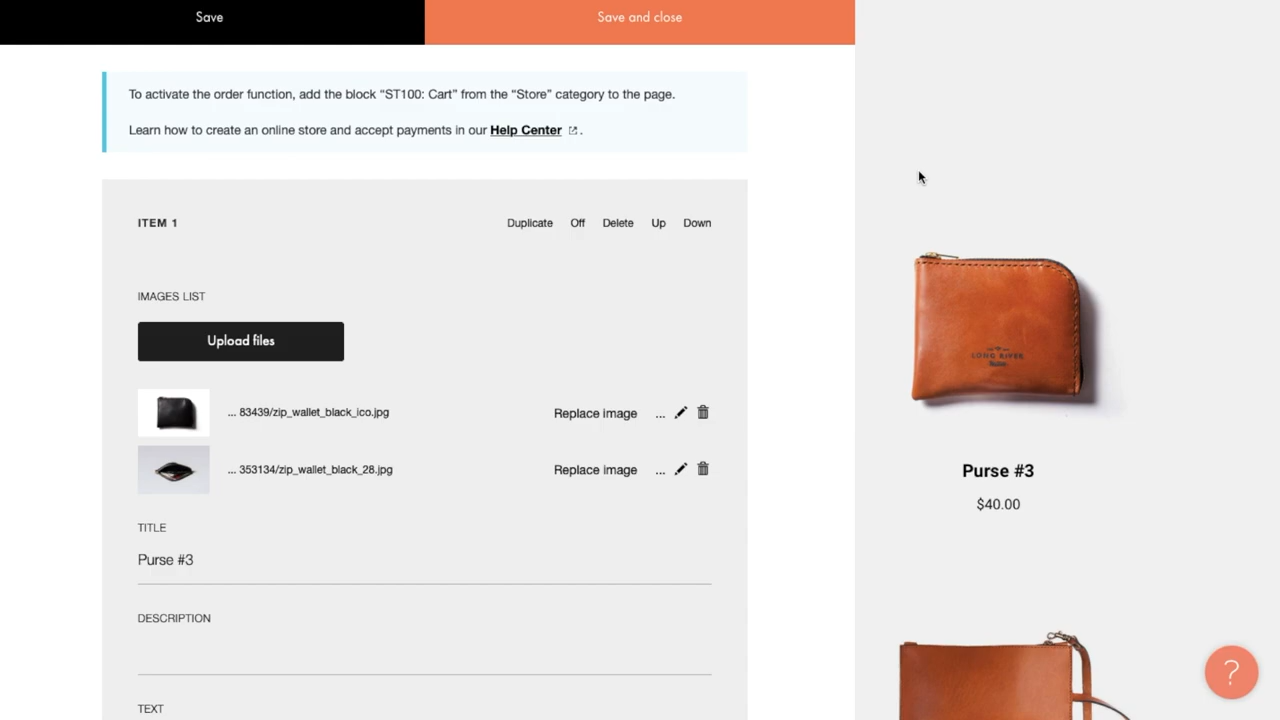 Save
Save and close
To activate the order function, add the block “ST100: Cart” from the “Store” category to the page.
Learn how to create an online store and accept payments in our Help Center .
ITEM 1
Duplicate Off Delete Up Down
IMAGES LIST
Upload files
... 83439/zip_wallet_black_ico.jpg
Replace image ...
... 353134/zip_wallet_black_28.jpg
Replace image ...
TITLE
Purse #3
DESCRIPTION
TEXT
LONG RIVER
Purse #3
$40.00
?